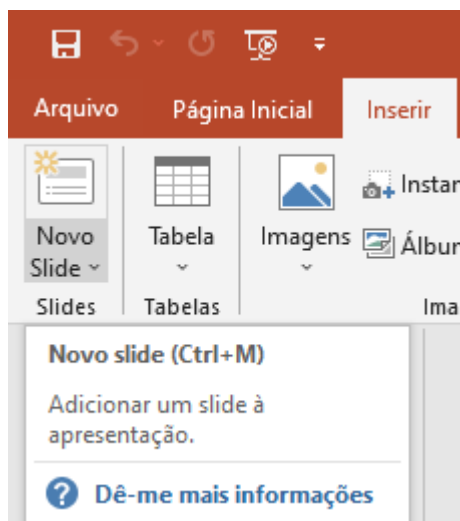 Arquivo Página Inicial Inserir
Novo Slide Tabela Imagens
Slides Tabelas
Novo slide (Ctrl+M)
Adicionar um slide à
apresentação.
Dê-me mais informações